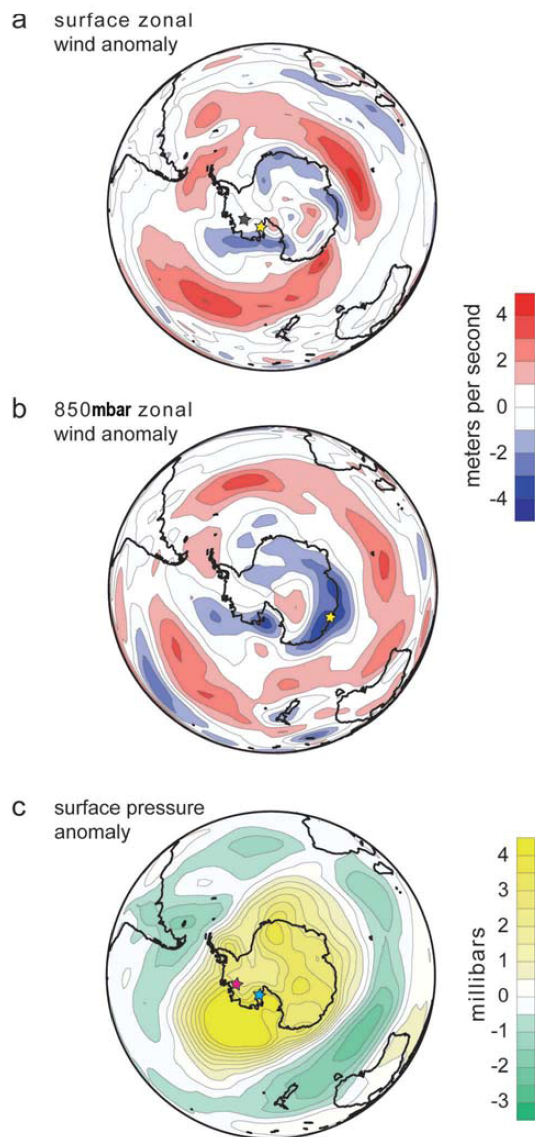 a surface zonal
wind anomaly
4
2
0
-2
-4
meters per second
b 850mbar zonal
wind anomaly
c surface pressure
anomaly
4
3
2
1
0
-1
-2
-3
millibars